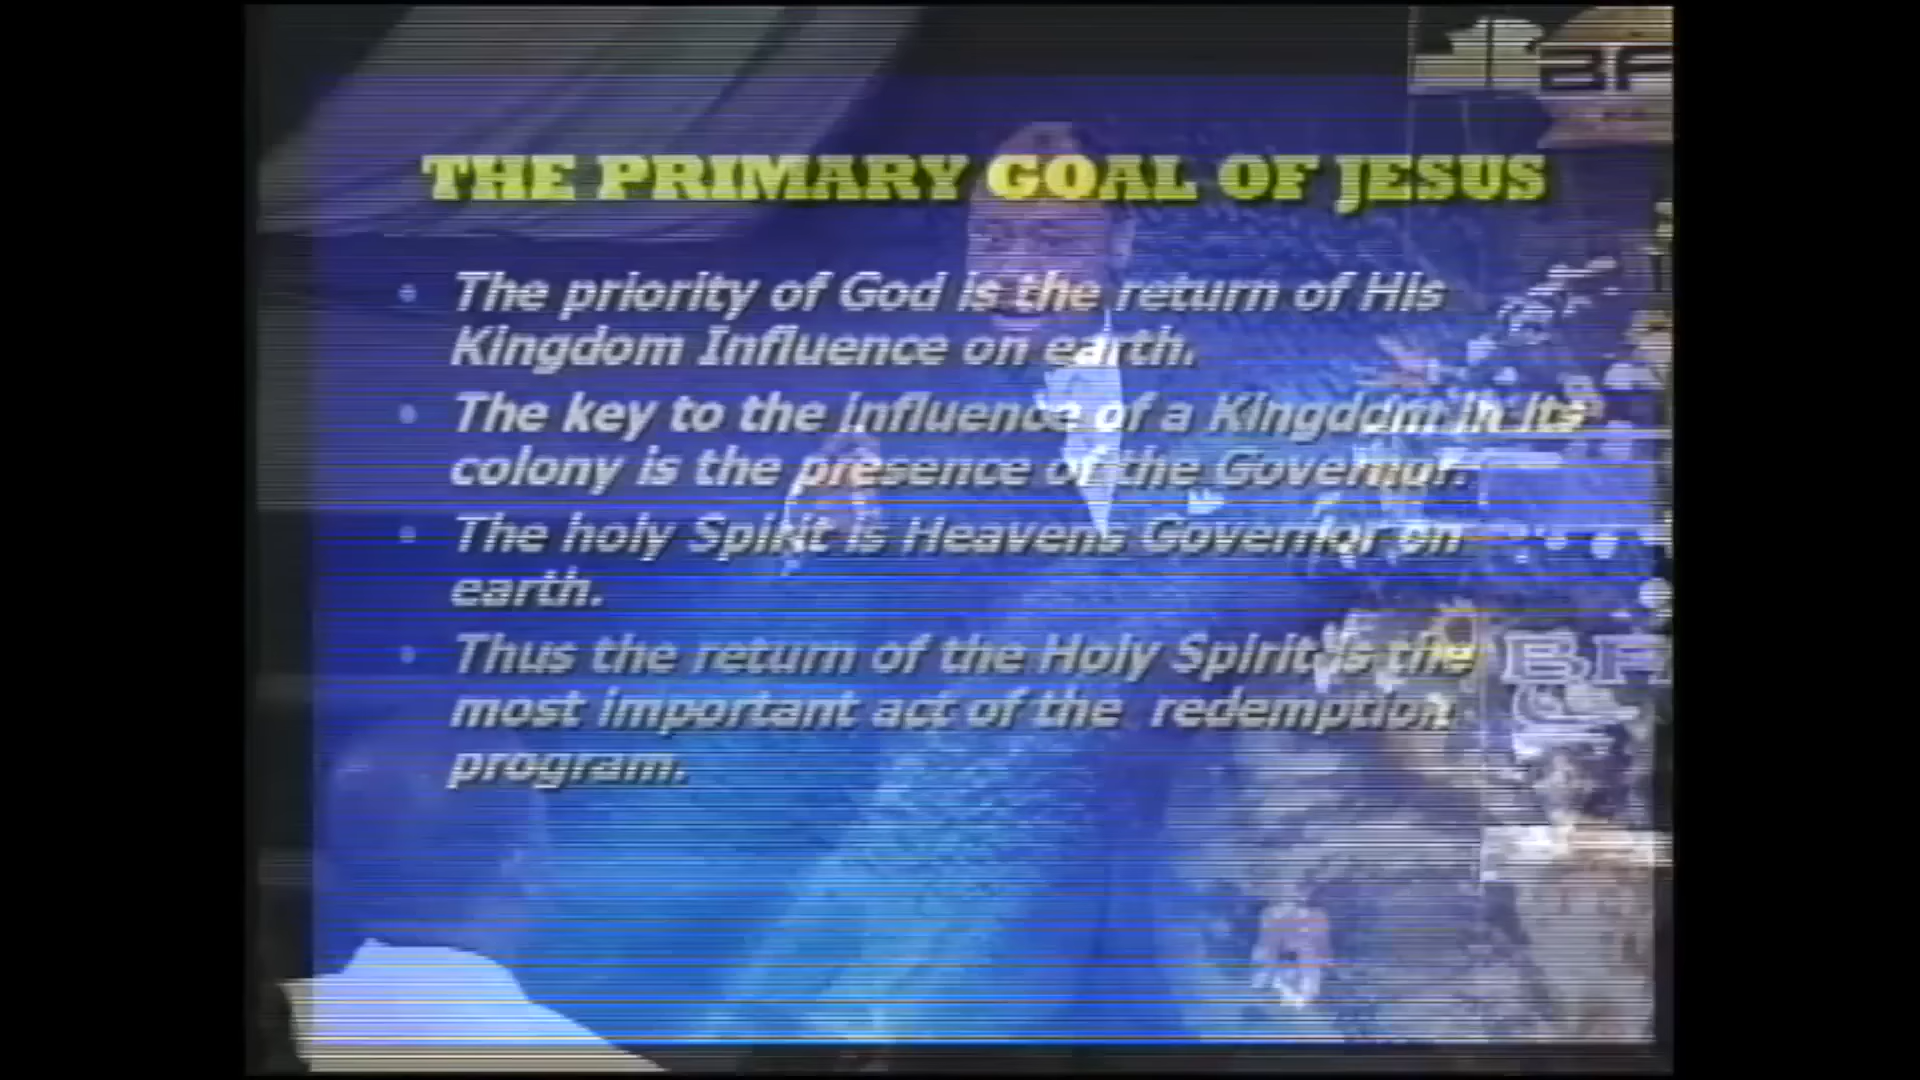 BF
THE PRIMARY GOAL OF JESUS
• The priority of God is the return of His
Kingdom Influence on earth.
• The key to the influence of a Kingdom in its
colony is the presence of the Governor.
• The holy Spirit is Heavens Governor on
earth.
• Thus the return of the Holy Spirit is the
most important act of the redemption
program.